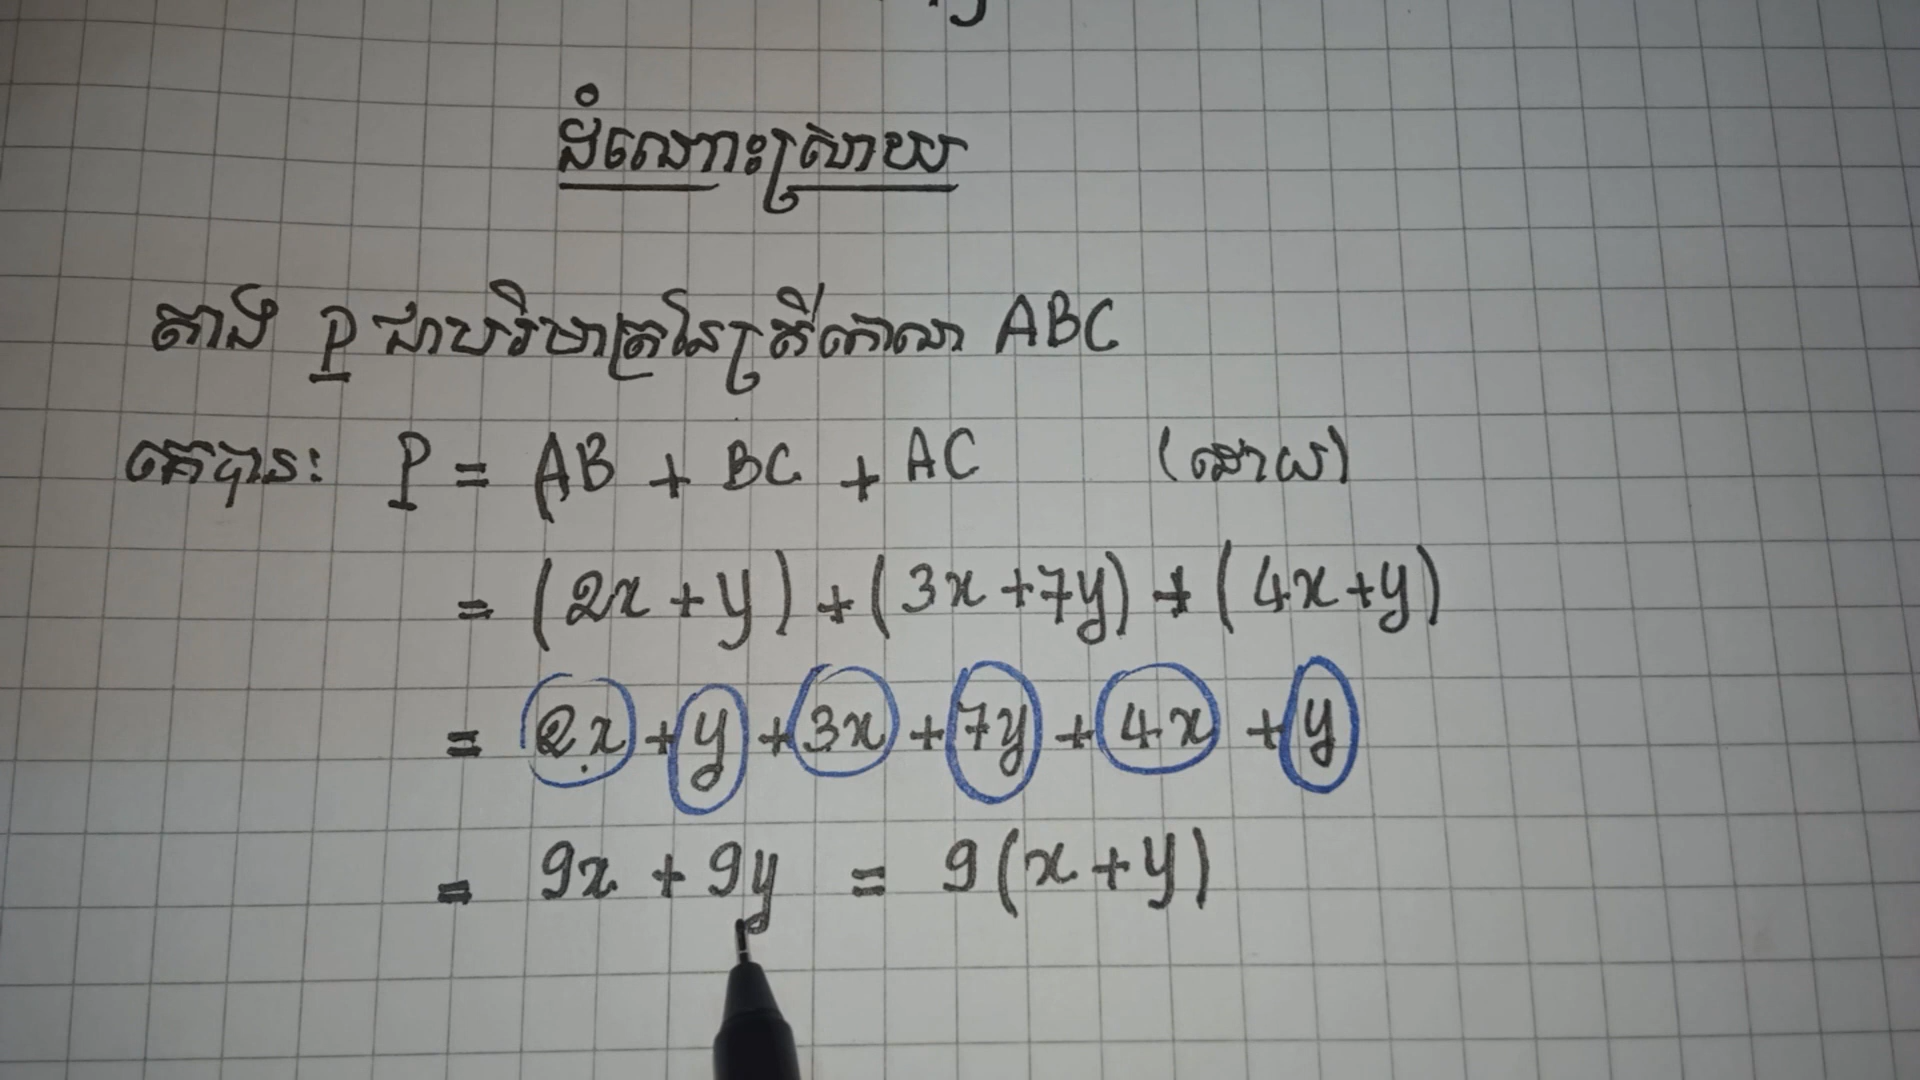 ដំណោះស្រាយ
តាង P ជាបរិមាត្រនៃត្រីកោណ ABC
គេបាន: P = AB + BC + AC (ដោយ)
= (2x + y) + (3x + 7y) + (4x + y)
= 2x + y + 3x + 7y + 4x + y
= 9x + 9y = 9(x + y)